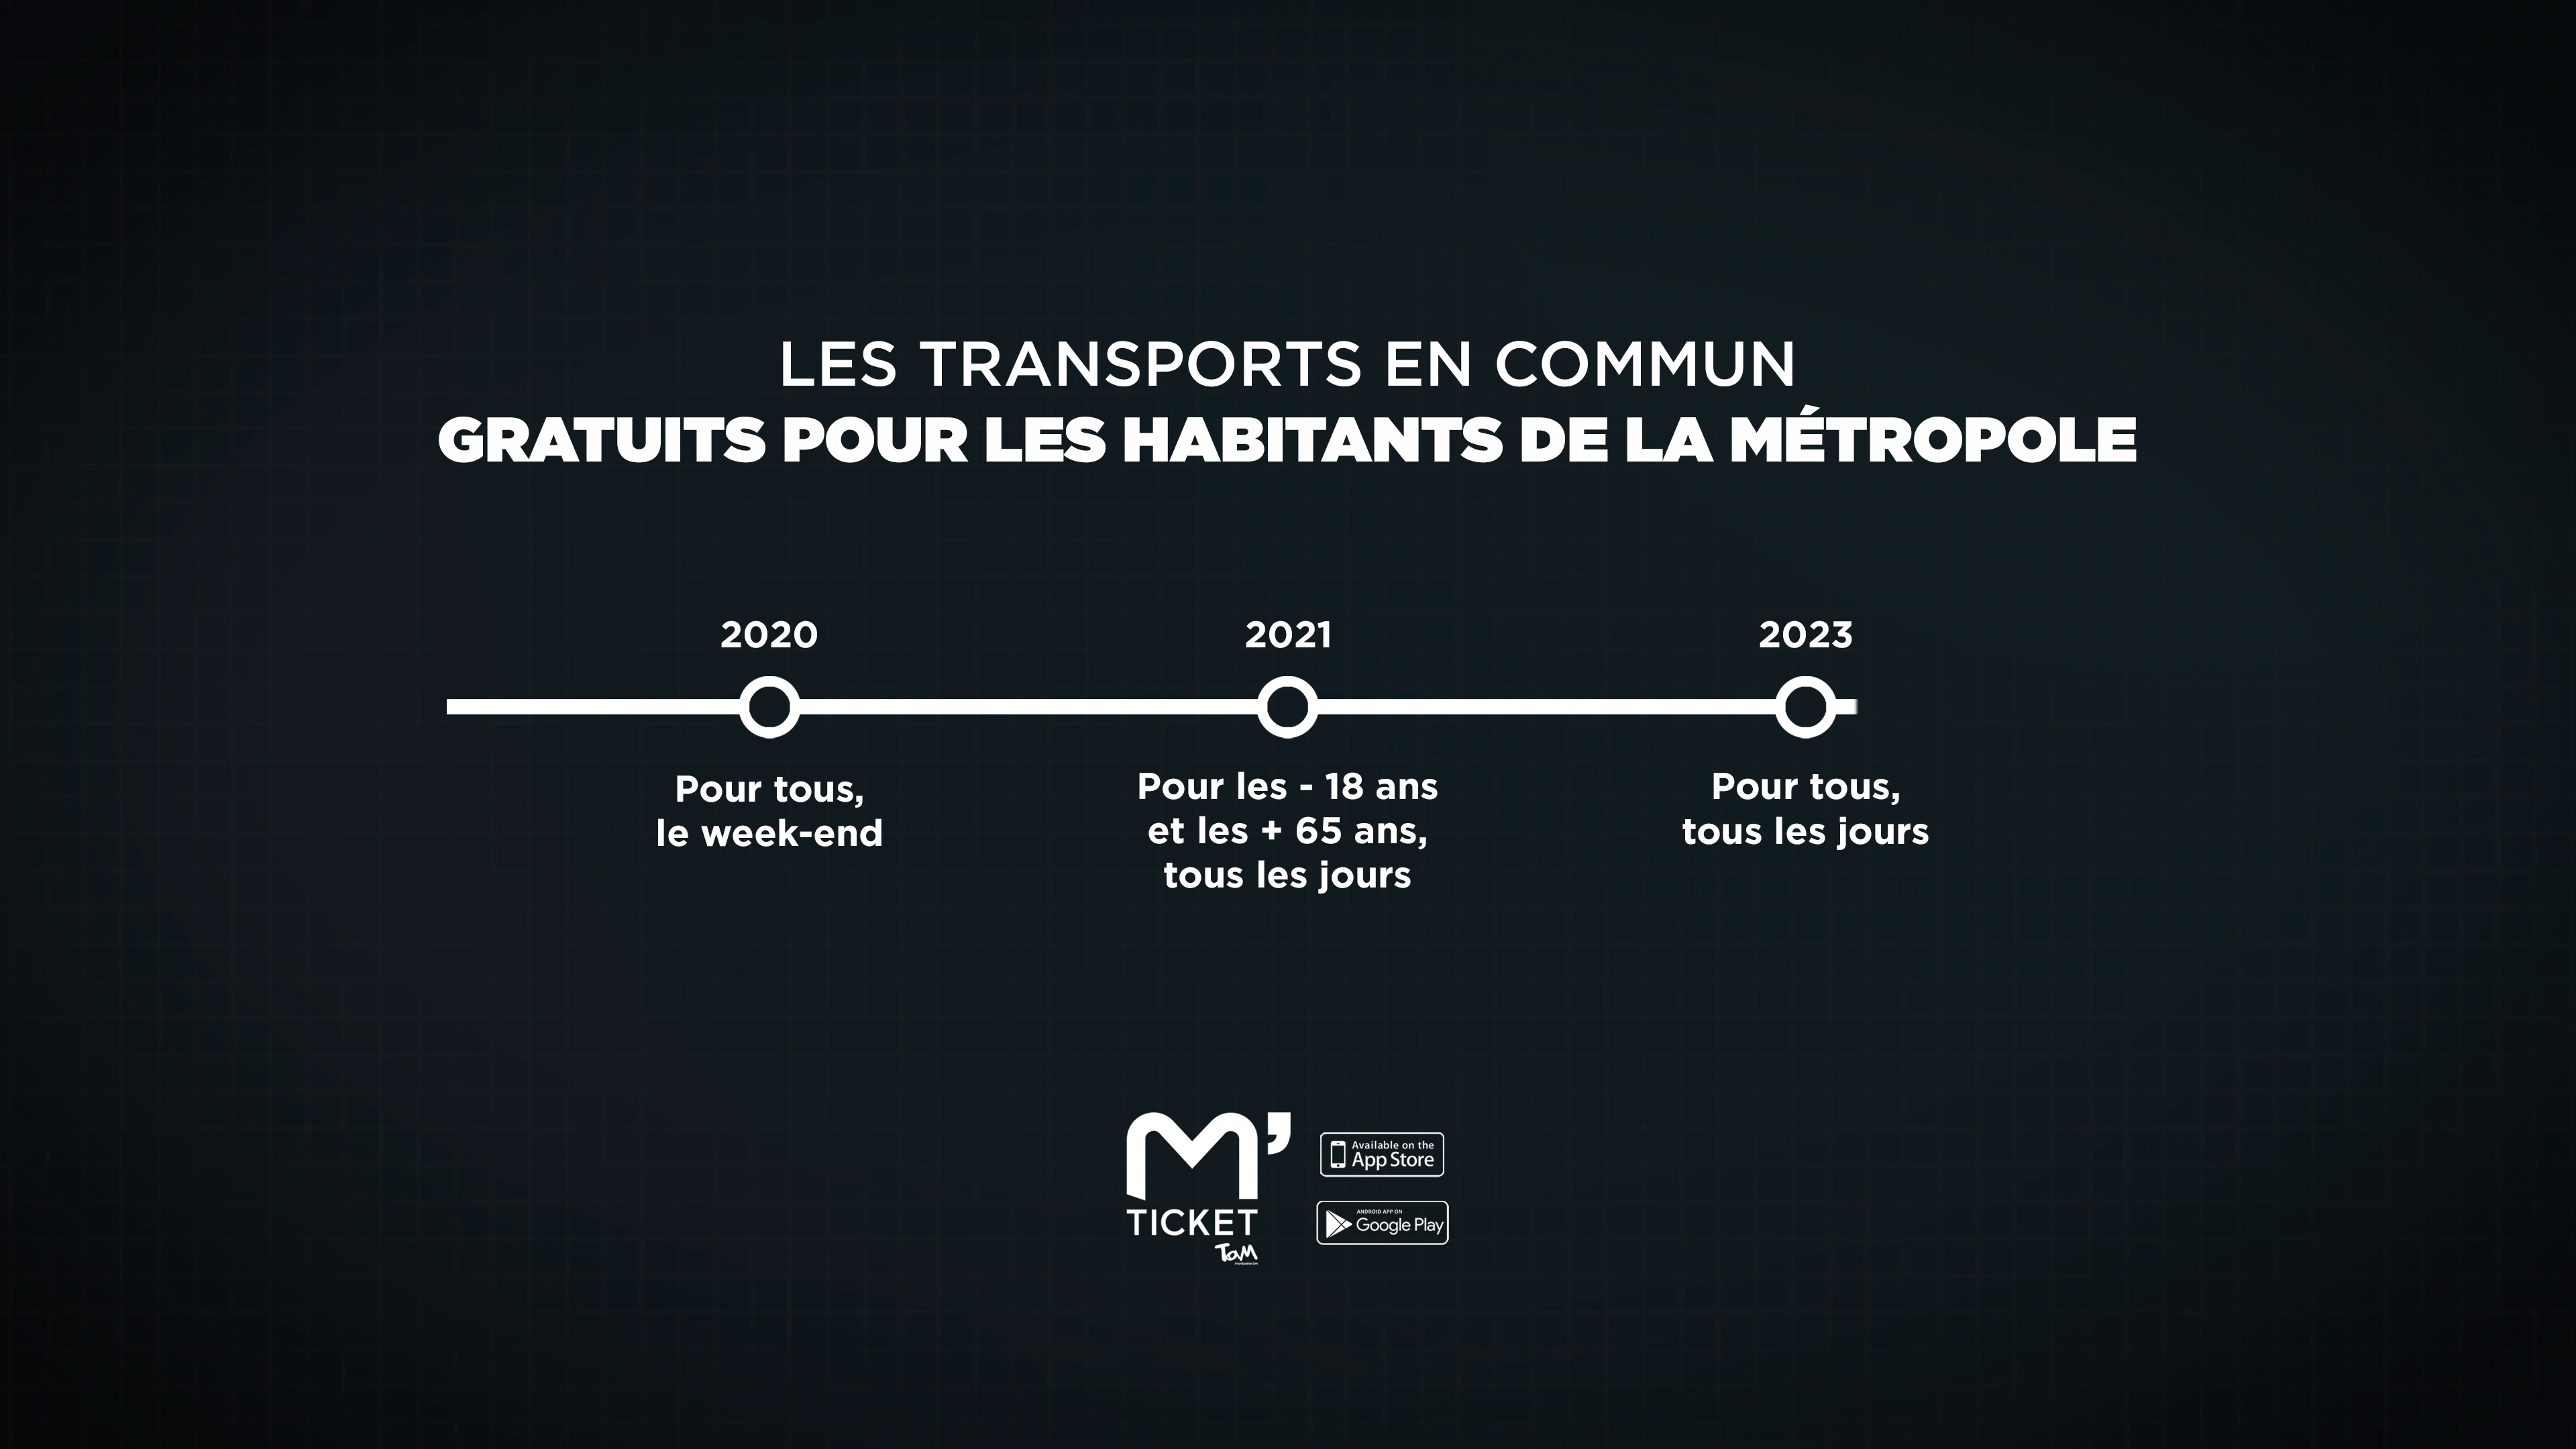 LES TRANSPORTS EN COMMUN
GRATUITS POUR LES HABITANTS DE LA MÉTROPOLE
2020
2021
2023
Pour tous,
le week-end
Pour les - 18 ans
et les + 65 ans,
tous les jours
Pour tous,
tous les jours
M'
TICKET
TaM
Available on the
App Store
ANDROID APP ON
Google Play